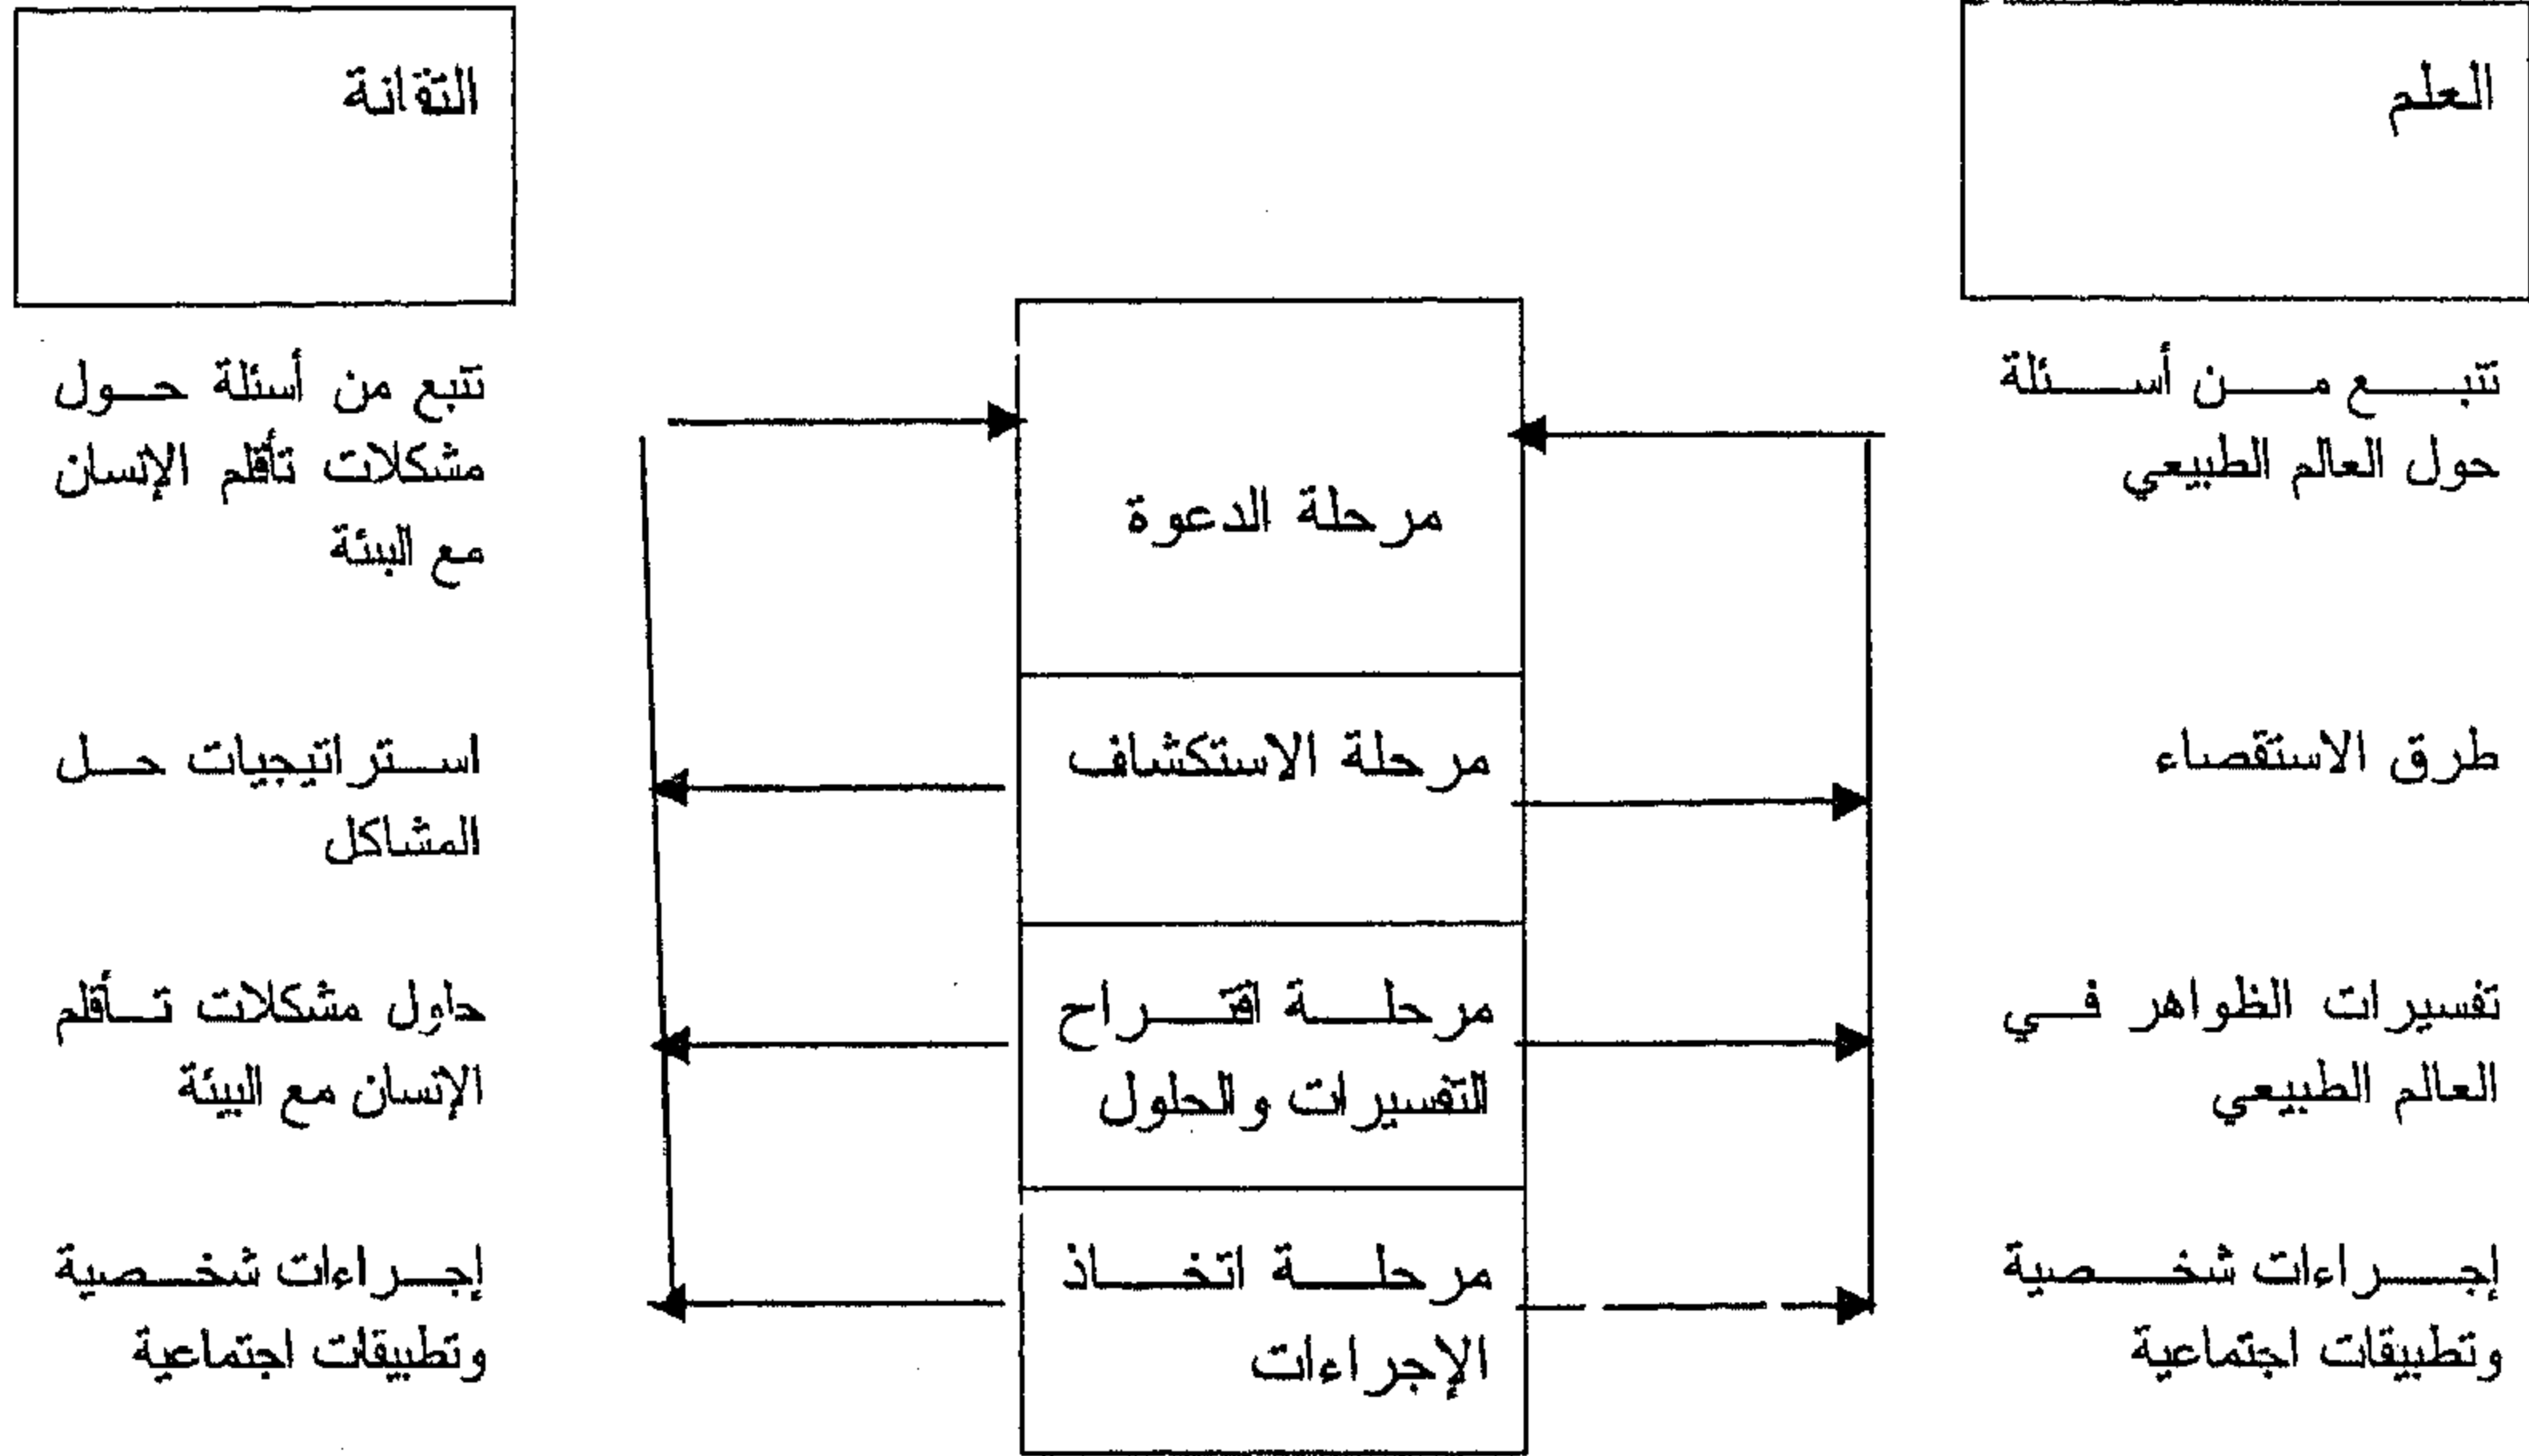 العلم
التقانة
تتبع من أسئلة
حول العالم الطبيعي
مرحلة الدعوة
تتبع من أسئلة حول
مشكلات تأقلم الإنسان
مع البيئة
طرق الاستقصاء
مرحلة الاستكشاف
استراتيجيات حل
المشاكل
تفسيرات الظواهر في
العالم الطبيعي
مرحلة اقتراح
التفسيرات والحلول
حاول مشكلات تأقلم
الإنسان مع البيئة
إجراءات شخصية
وتطبيقات اجتماعية
مرحلة اتخاذ
الإجراءات
إجراءات شخصية
وتطبيقات اجتماعية